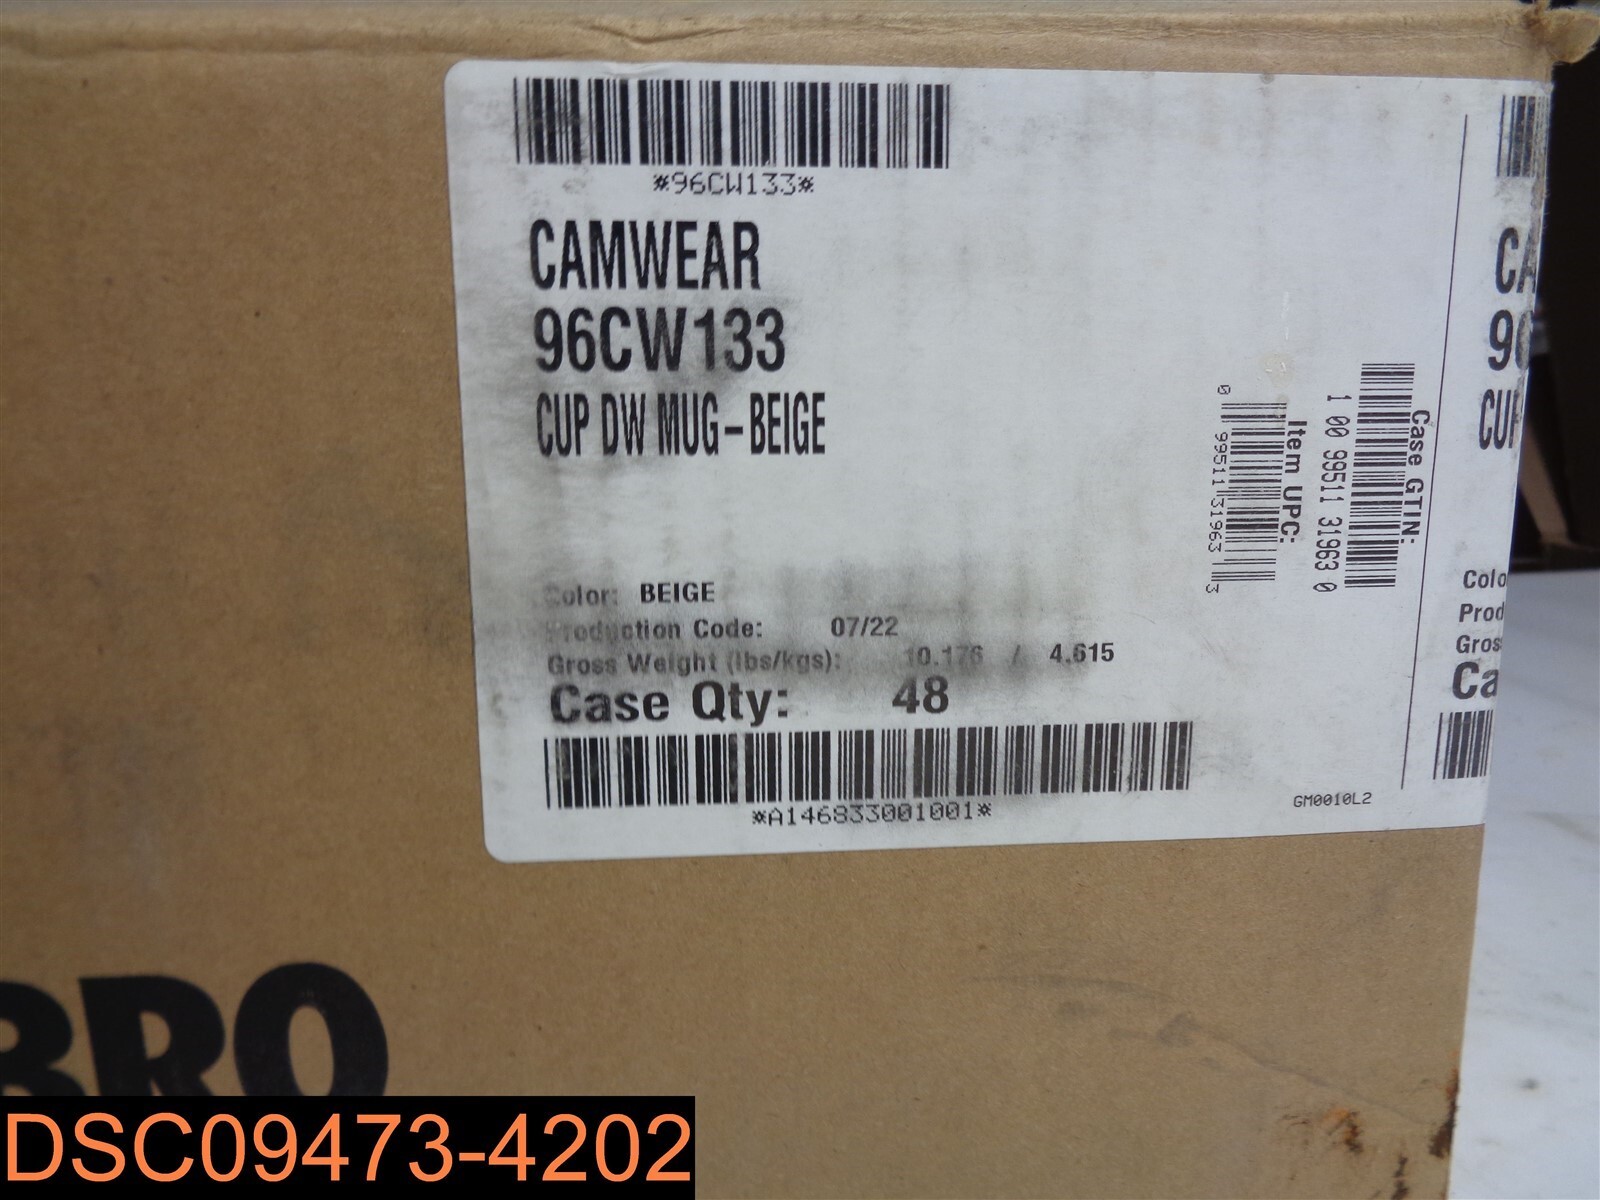 *96CW133*
CAMWEAR
96CW133
CUP DW MUG-BEIGE
Color: BEIGE
Production Code: 07/22
Gross Weight (lbs/kgs): 10.176 / 4.615
Case Qty: 48
*A146833001001*
GM0010L2
Item UPC:
0 99511 31963 3
Case GTIN:
1 00 99511 31963 0
CA
96
CUP
Colo
Prod
Gros
Ca
BRO
DSC09473-4202